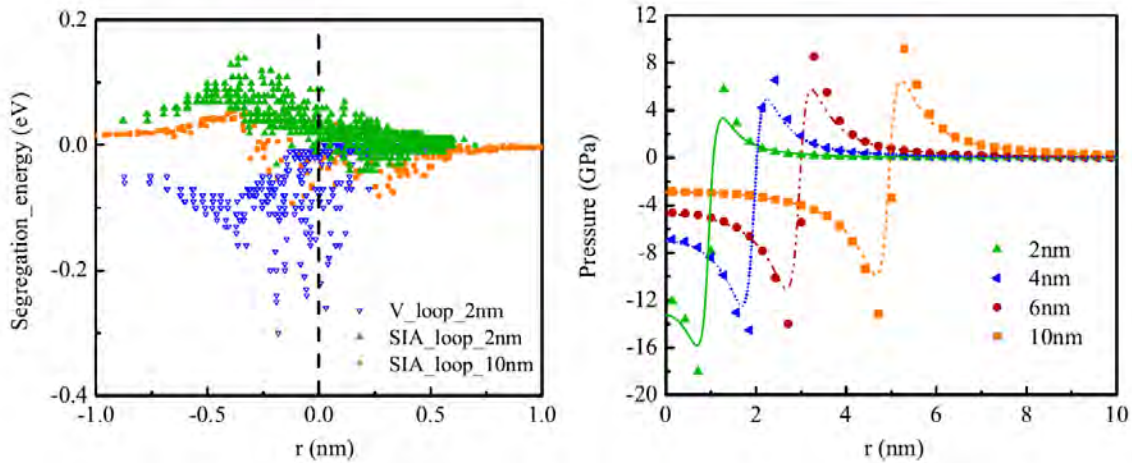 0.2
0.0
-0.2
-0.4
Segregation_energy (eV)
V_loop_2nm
SIA_loop_2nm
SIA_loop_10nm
-1.0
-0.5
0.0
0.5
1.0
r (nm)
12
8
4
0
-4
-8
-12
-16
-20
Pressure (GPa)
2nm
4nm
6nm
10nm
0
2
4
6
8
10
r (nm)